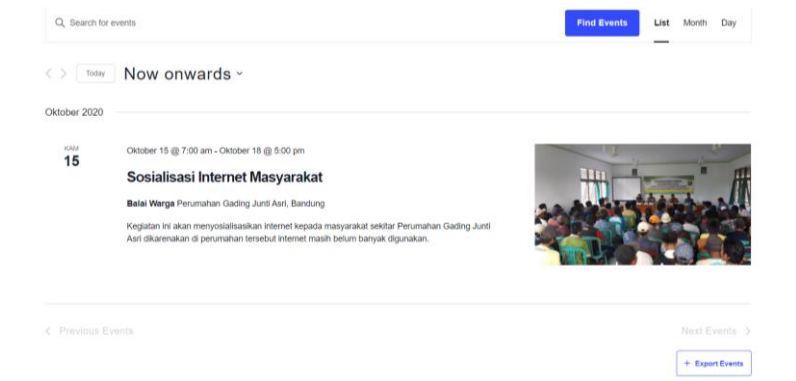 Search for events
Find Events
List
Month
Day
Today
Now onwards
Oktober 2020
KAM
15
Oktober 15 @ 7:00 am - Oktober 18 @ 5:00 pm
Sosialisasi Internet Masyarakat
Balai Warga Perumahan Gading Junti Asri, Bandung
Kegiatan ini akan menyosialisasikan internet kepada masyarakat sekitar Perumahan Gading Junti
Asri dikarenakan di perumahan tersebut internet masih belum banyak digunakan.
Previous Events
Next Events
+ Export Events